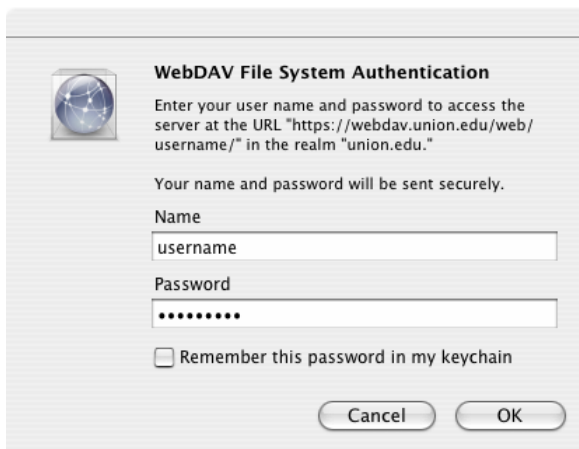 WebDAV File System Authentication
Enter your user name and password to access the
server at the URL "https://webdav.union.edu/web/
username/" in the realm "union.edu."
Your name and password will be sent securely.
Name
username
Password
•••••••••
Remember this password in my keychain
Cancel OK